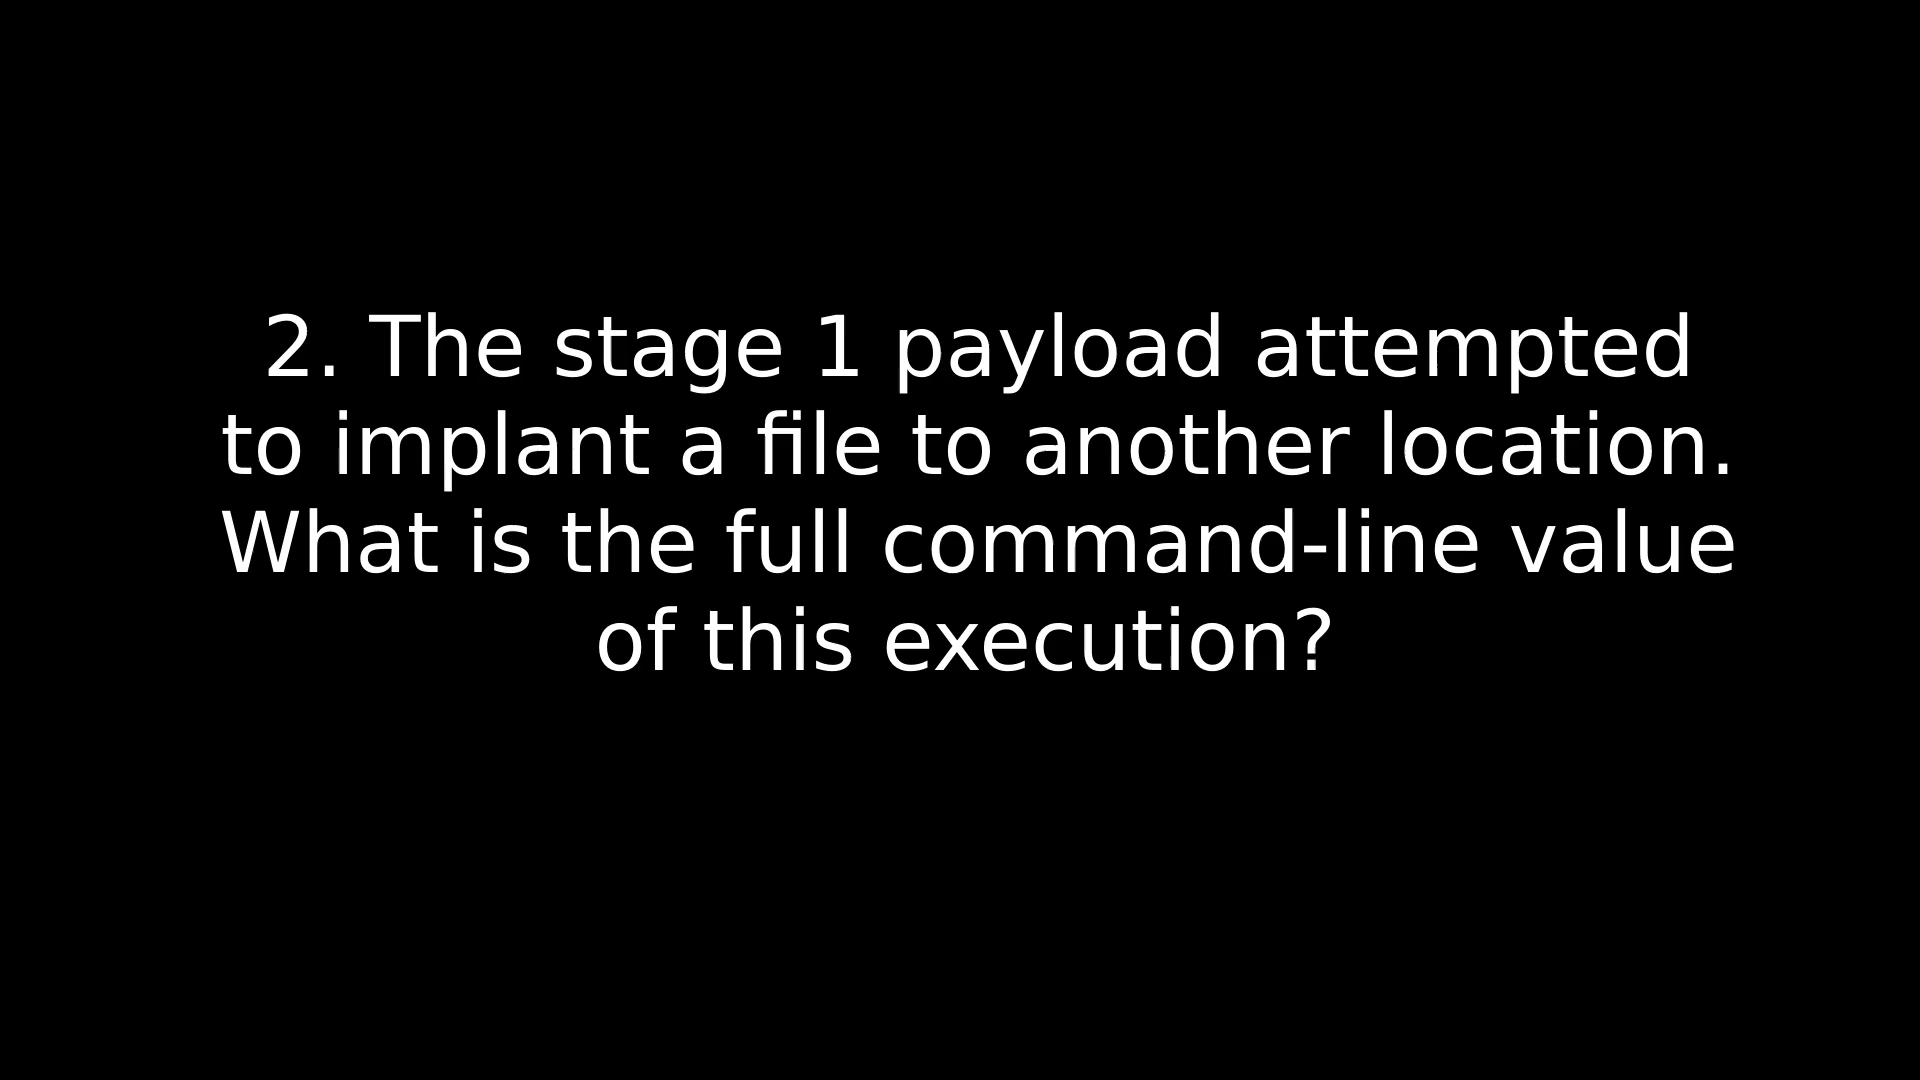 2. The stage 1 payload attempted
to implant a file to another location.
What is the full command-line value
of this execution?